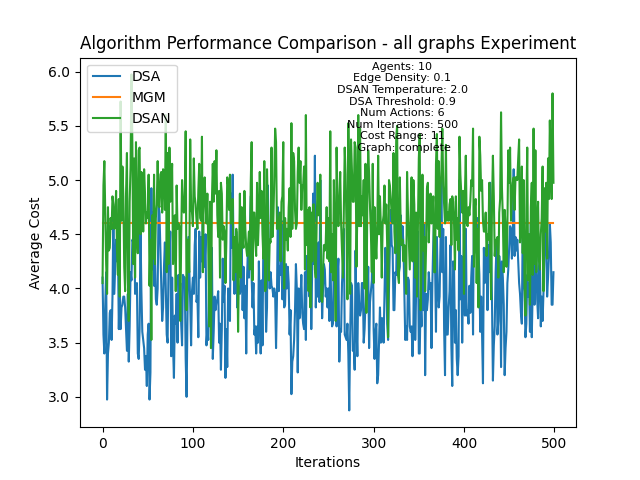 Algorithm Performance Comparison - all graphs Experiment
DSA
MGM
DSAN
Agents: 10
Edge Density: 0.1
DSAN Temperature: 2.0
DSA Threshold: 0.9
Num Actions: 6
Num Iterations: 500
Cost Range: 11
Graph: complete
Average Cost
6.0
5.5
5.0
4.5
4.0
3.5
3.0
0
100
200
300
400
500
Iterations